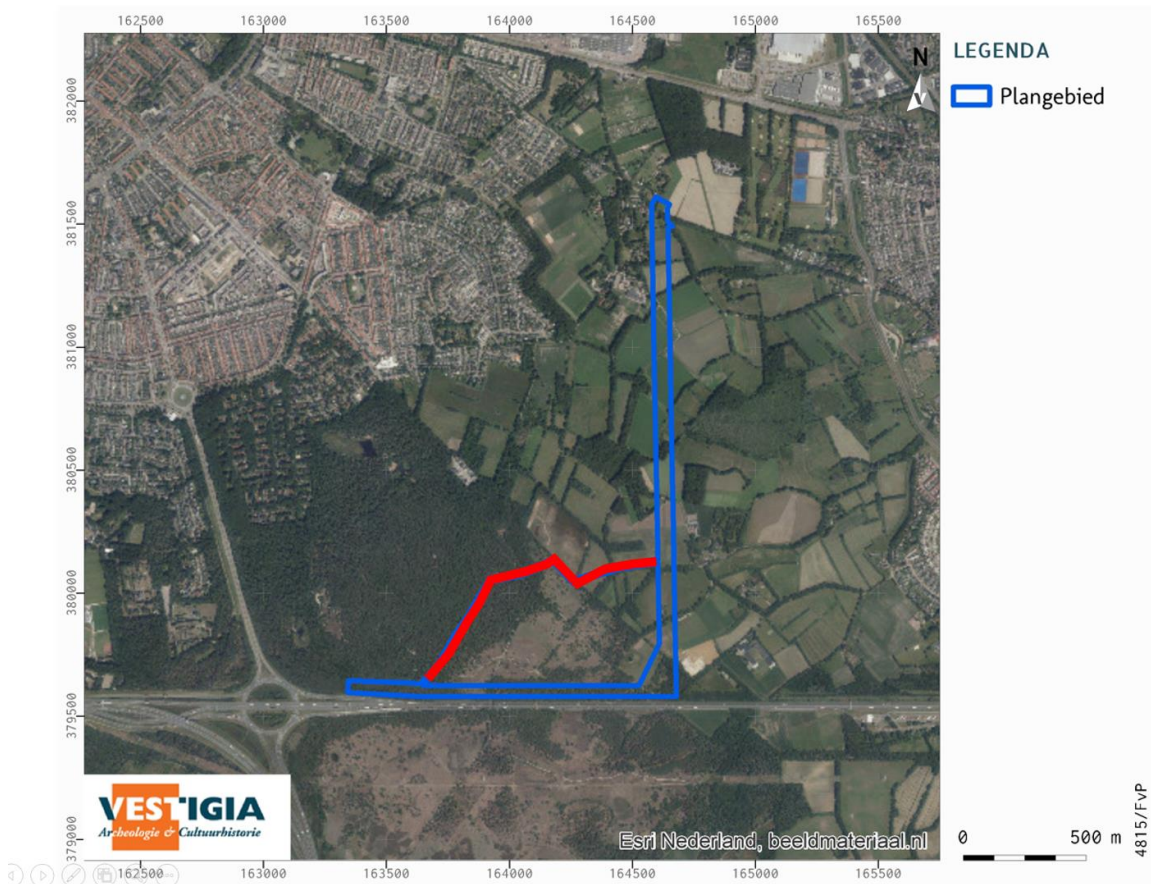 162500 163000 163500 164000 164500 165000 165500
LEGENDA
N
Plangebied
382000
381500
381000
380500
380000
379500
379000
VESTIGIA
Archeologie & Cultuurhistorie
Esri Nederland, beeldmateriaal.nl
0 500 m
4815/FvP
162500 163000 163500 164000 164500 165000 165500